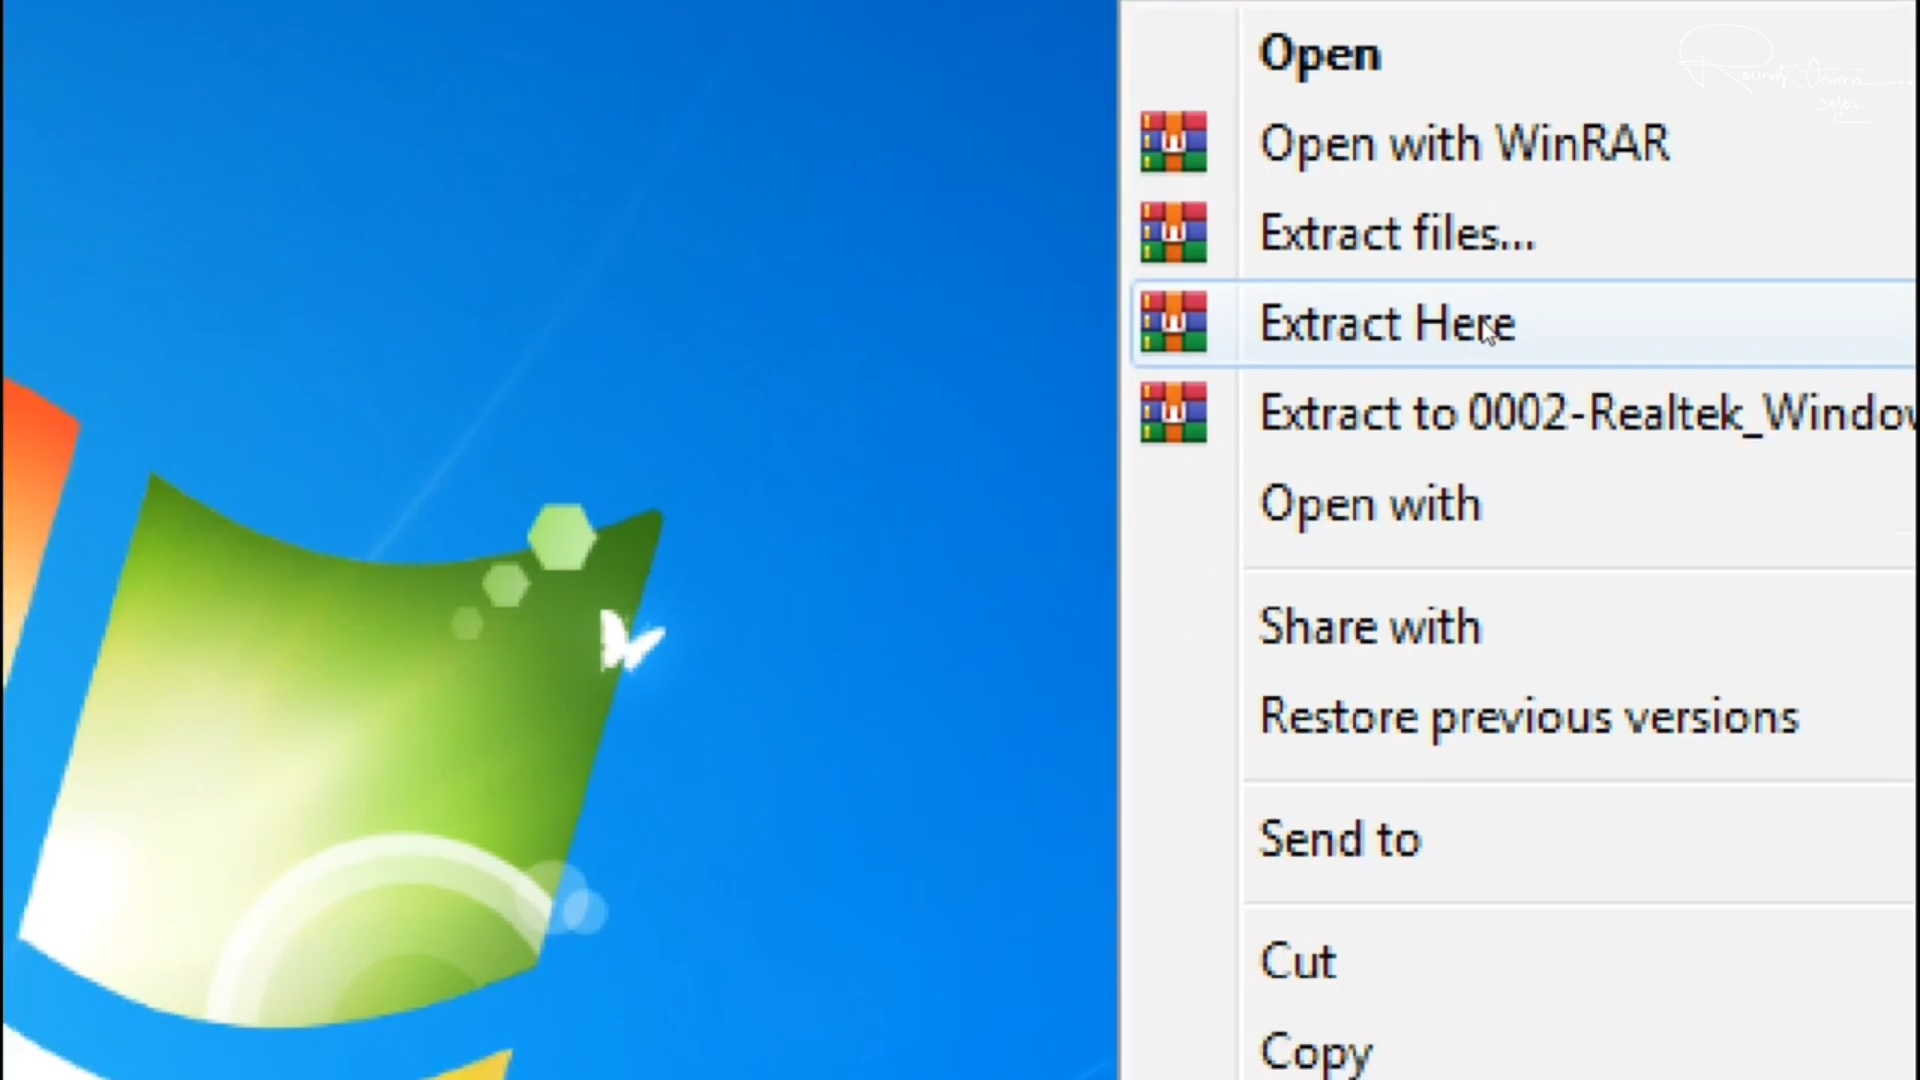 Open
Open with WinRAR
Extract files...
Extract Here
Extract to 0002-Realtek_Window
Open with
Share with
Restore previous versions
Send to
Cut
Copy